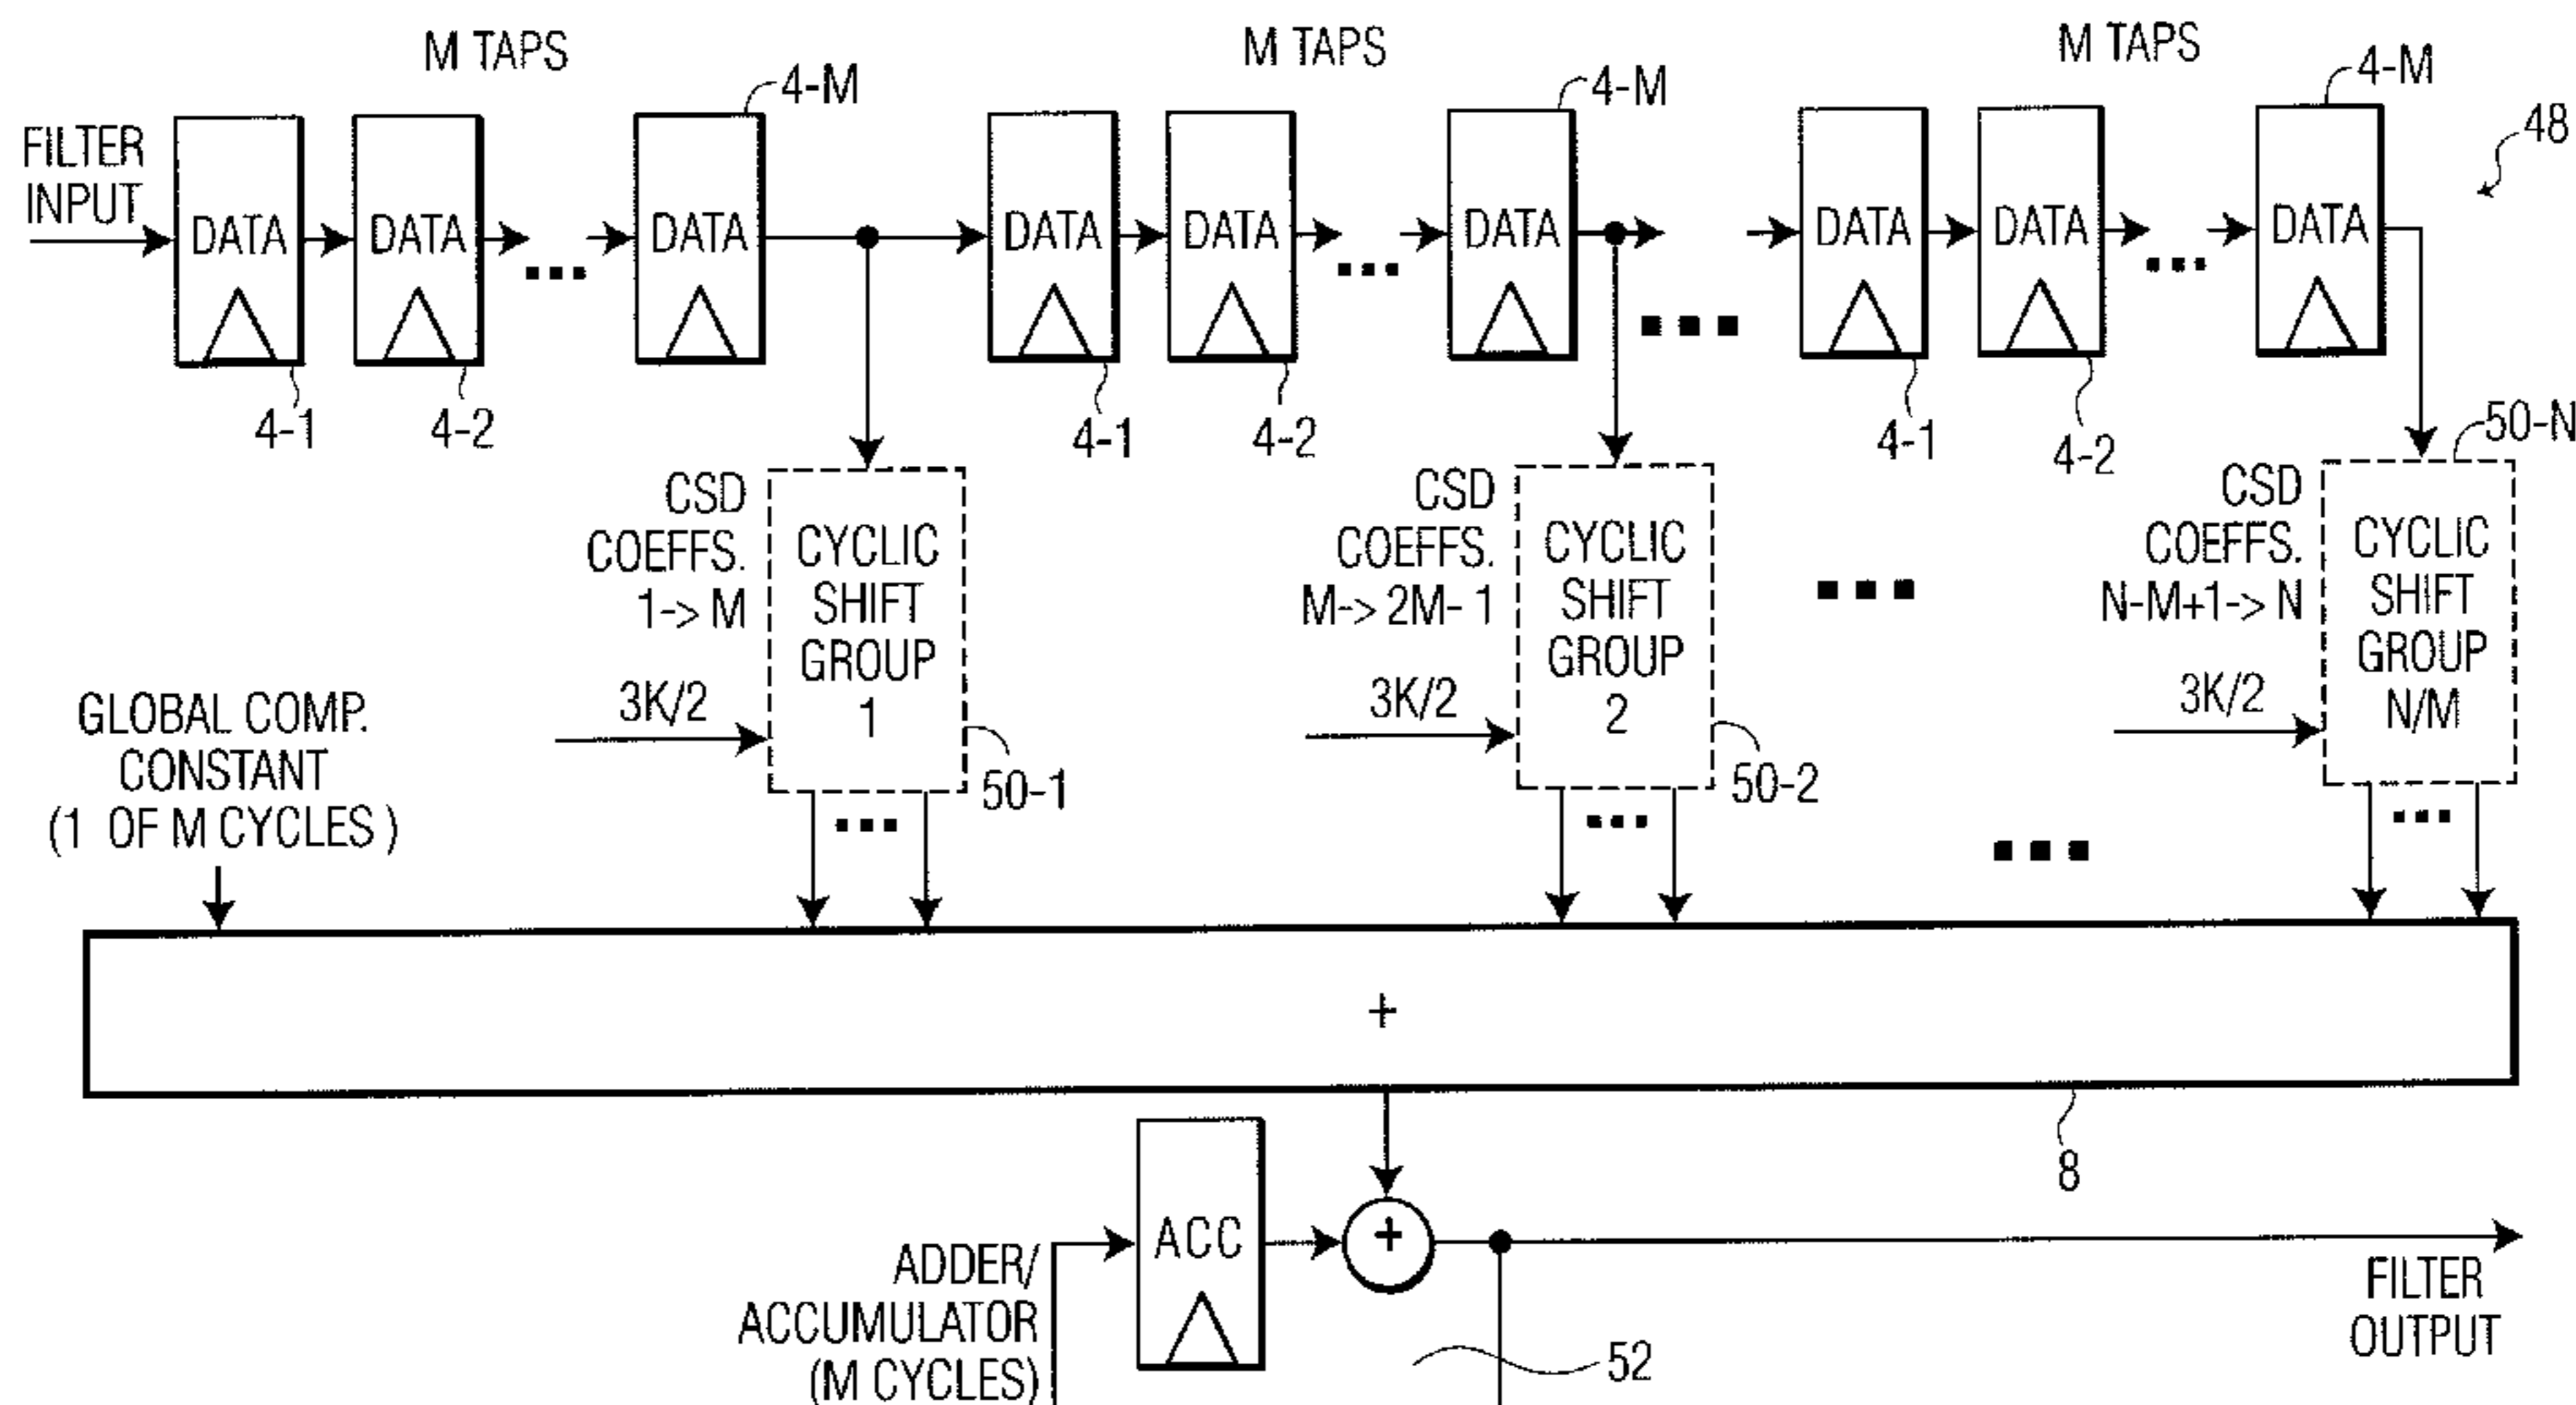 M TAPS
M TAPS
M TAPS
4-M
4-M
4-M
48
FILTER
INPUT
DATA
DATA
DATA
DATA
DATA
DATA
DATA
DATA
DATA
4-1
4-2
4-1
4-2
4-1
4-2
50-N
CSD
COEFFS.
1-> M
CYCLIC
SHIFT
GROUP
1
CSD
COEFFS.
M-> 2M- 1
CYCLIC
SHIFT
GROUP
2
CSD
COEFFS.
N-M+1-> N
CYCLIC
SHIFT
GROUP
N/M
3K/2
3K/2
3K/2
50-1
50-2
GLOBAL COMP.
CONSTANT
(1 OF M CYCLES )
+
8
ADDER/
ACCUMULATOR
(M CYCLES)
ACC
+
52
FILTER
OUTPUT